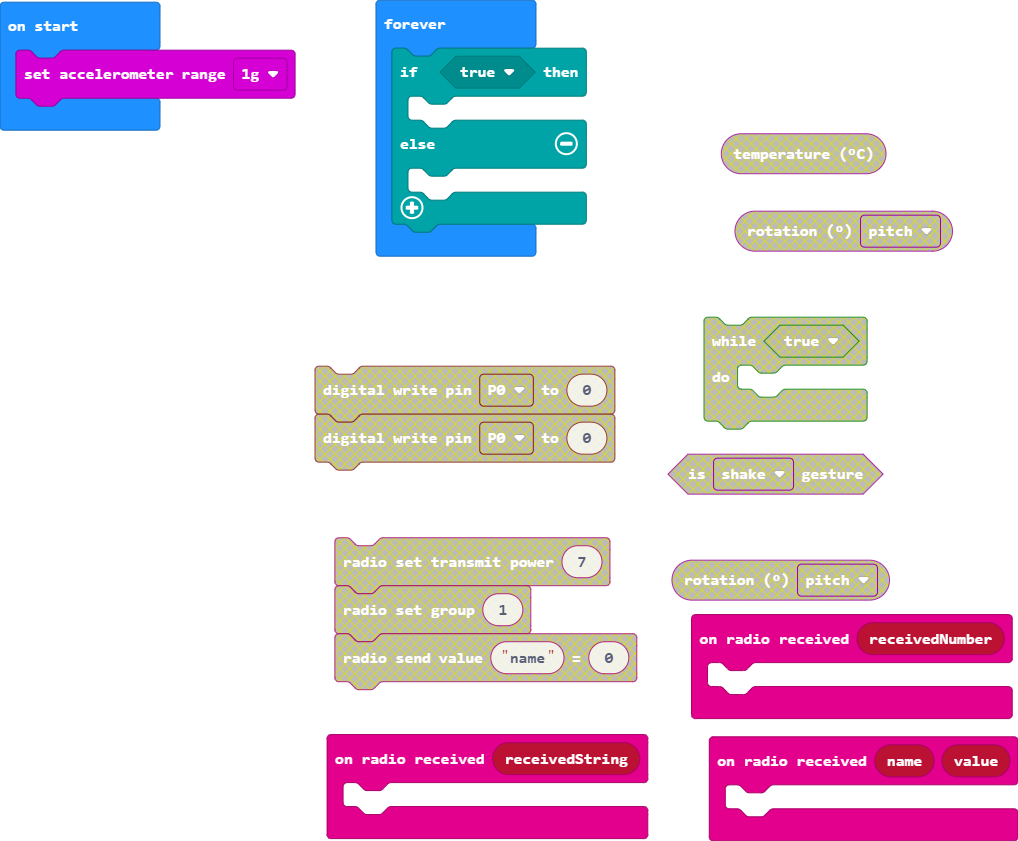 on start
set accelerometer range 1g
forever
if true then
else
temperature (ºC)
rotation (º) pitch
while true
do
digital write pin P0 to 0
digital write pin P0 to 0
is shake gesture
radio set transmit power 7
radio set group 1
radio send value "name" = 0
rotation (º) pitch
on radio received receivedNumber
on radio received receivedString
on radio received name value